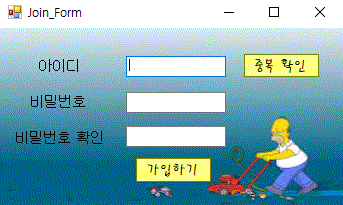 Join_Form
아이디 중복 확인
비밀번호
비밀번호 확인
가입하기